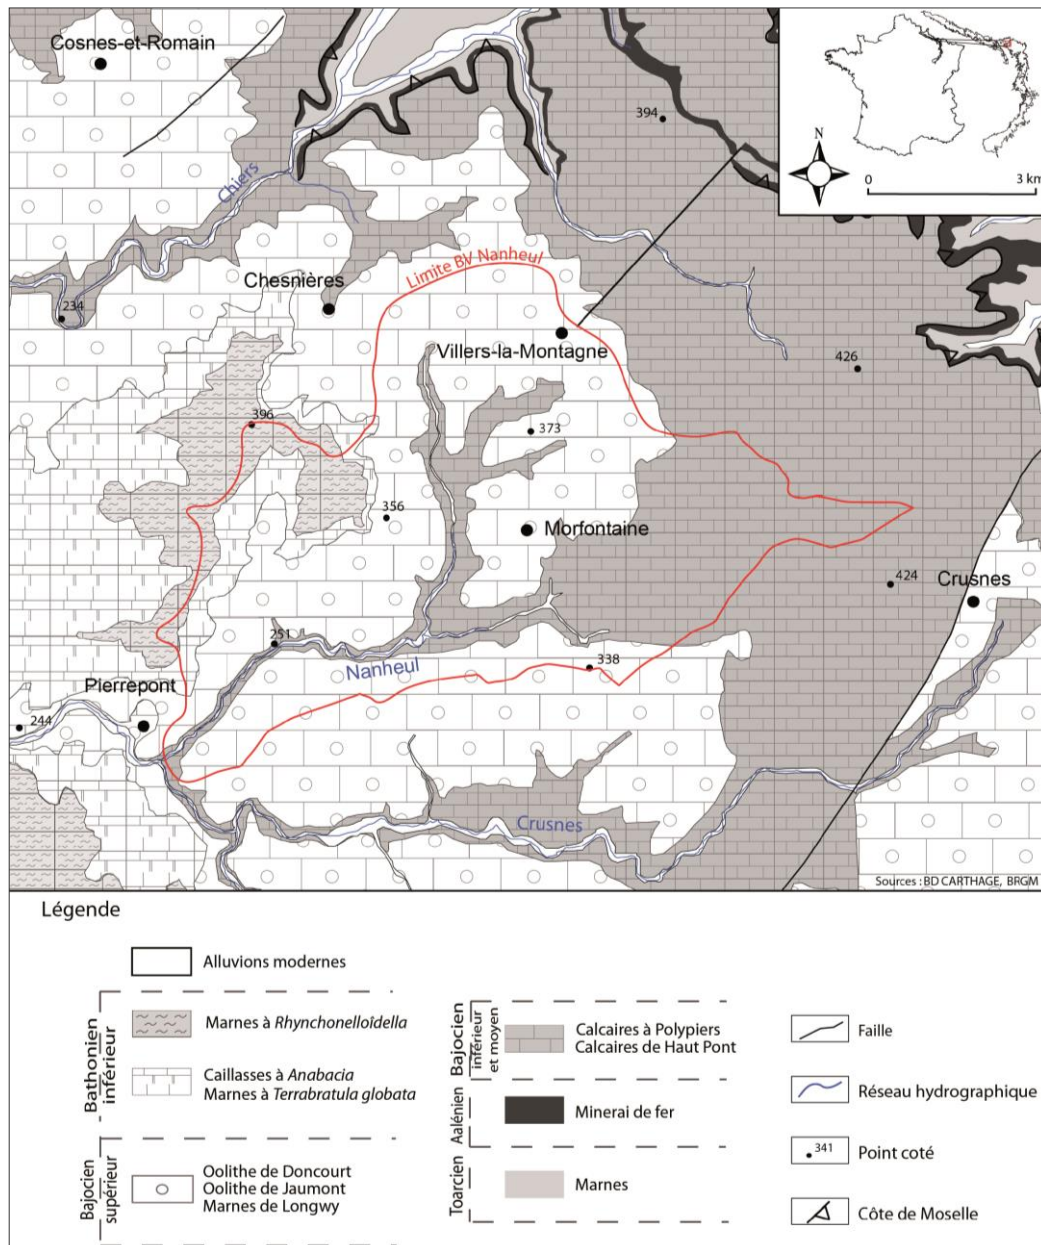 Cosnes-et-Romain
394
N
0 3 km
Chiers
Limite BV Nanheul
Chesnières
234
Villers-la-Montagne
426
396
373
356
Morfontaine
424
Crusnes
251
Nanheul
338
Pierrepont
244
Crusnes
Sources : BD CARTHAGE, BRGM
Légende
Alluvions modernes
Bathonien
inférieur
Marnes à Rhynchonelloïdella
Caillasses à Anabacia
Marnes à Terrabratula globata
Bajocien
supérieur
Oolithe de Doncourt
Oolithe de Jaumont
Marnes de Longwy
Bajocien
inférieur
et moyen
Calcaires à Polypiers
Calcaires de Haut Pont
Aalénien
Minerai de fer
Toarcien
Marnes
Faille
Réseau hydrographique
341
Point coté
Côte de Moselle